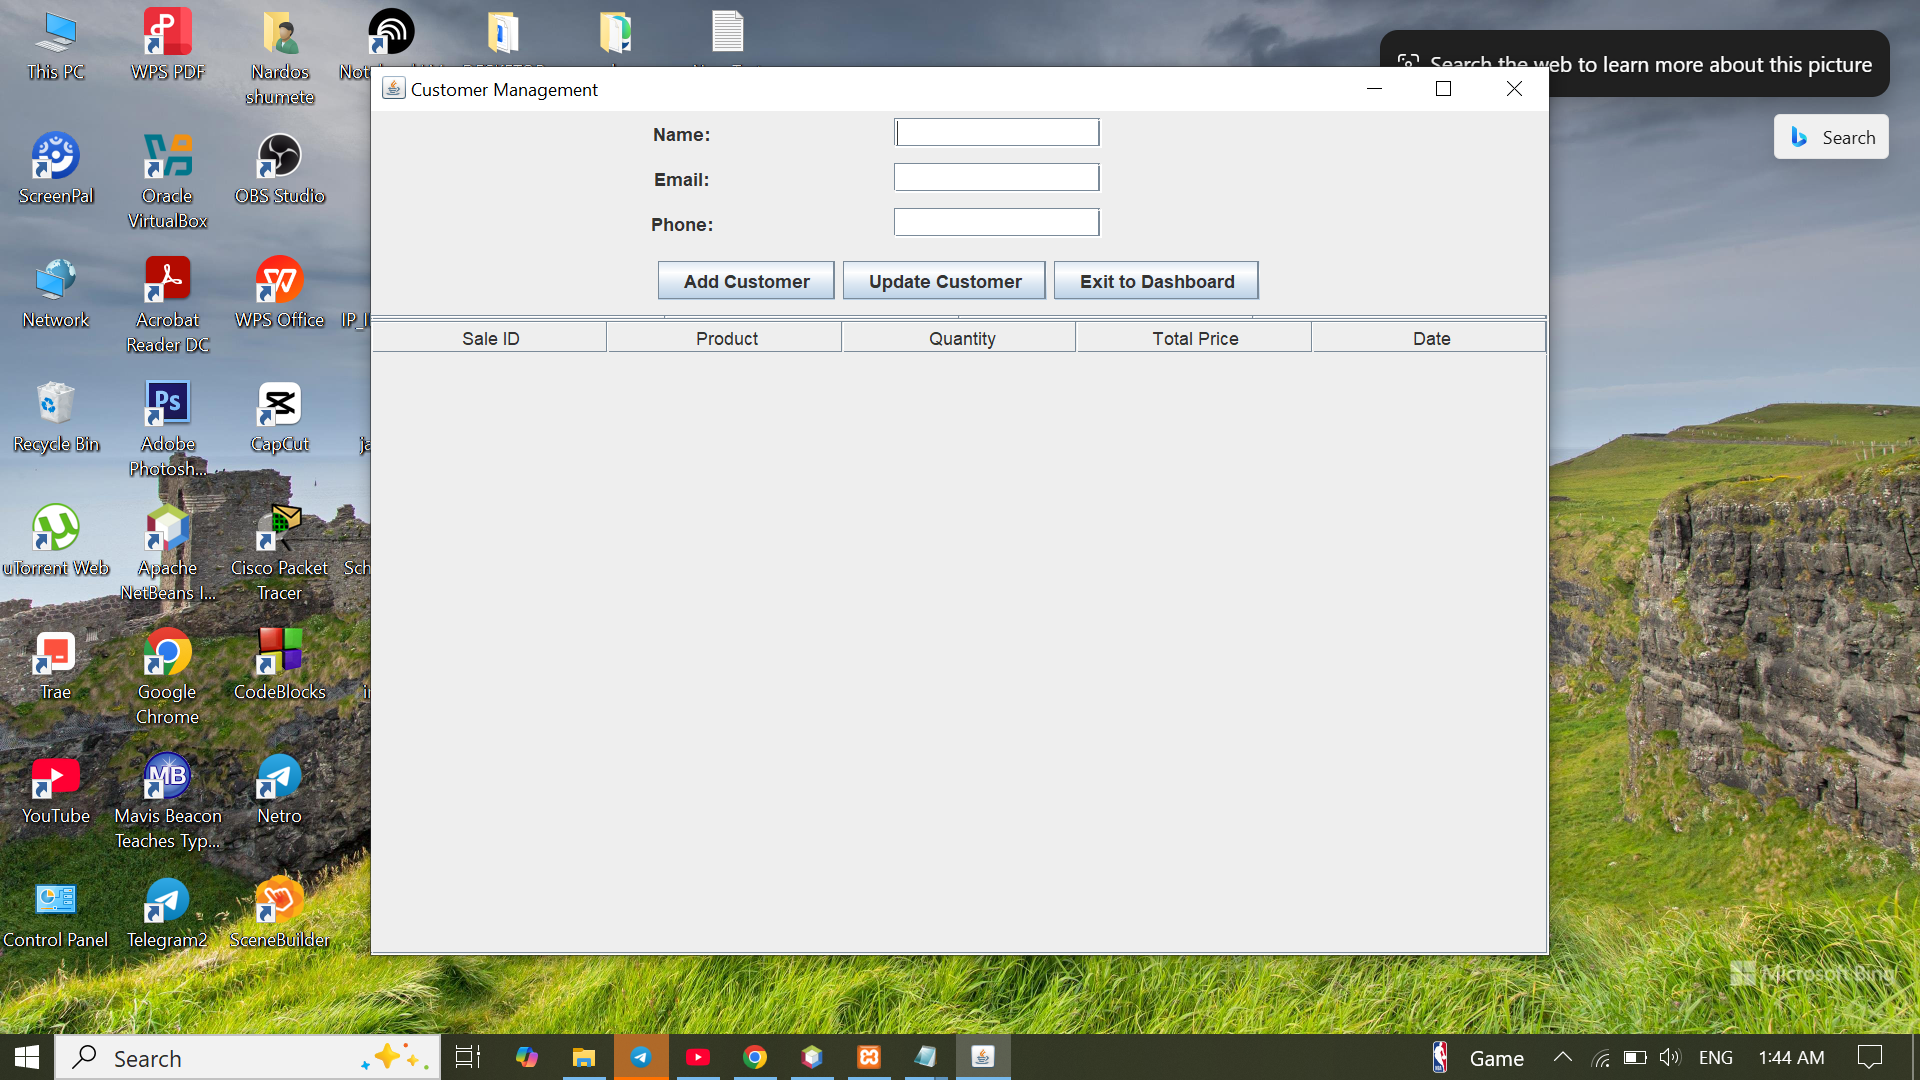 This PC
WPS PDF
Nardos
shumete
Search the web to learn more about this picture
Search
Customer Management
Name:
Email:
Phone:
Add Customer
Update Customer
Exit to Dashboard
Sale ID
Product
Quantity
Total Price
Date
ScreenPal
Oracle
VirtualBox
OBS Studio
Network
Acrobat
Reader DC
WPS Office
Recycle Bin
Ps
Adobe
Photosh...
CapCut
uTorrent Web
Apache
NetBeans I...
Cisco Packet
Tracer
Sch
Trae
Google
Chrome
CodeBlocks
YouTube
MB
Mavis Beacon
Teaches Typ...
Netro
Control Panel
Telegram2
SceneBuilder
Microsoft Bing
Search
Game
ENG
1:44 AM